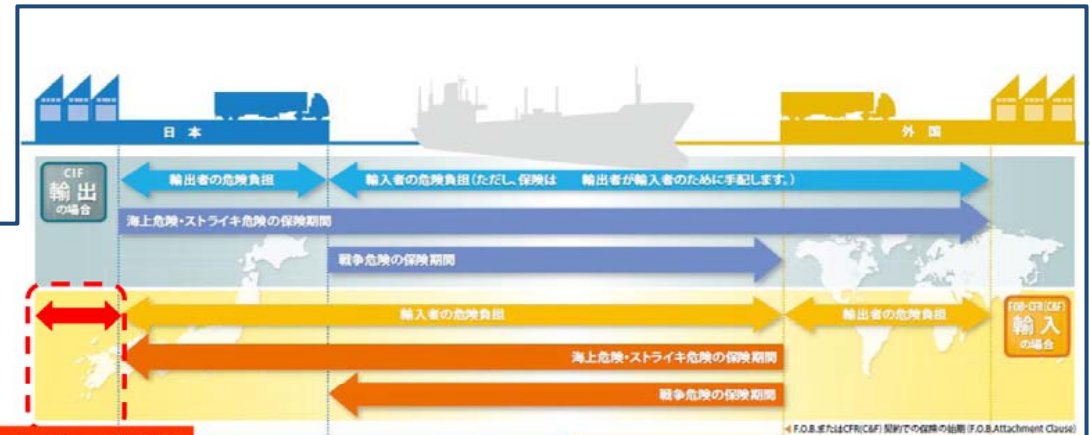 日 本
外 国
CIF
輸 出
の場合
輸出者の危険負担
輸入者の危険負担(ただし、保険は 輸出者が輸入者のために手配します。)
海上危険・ストライキ危険の保険期間
戦争危険の保険期間
輸入者の危険負担
輸出者の危険負担
FOB・CFR(C&F)
輸 入
の場合
海上危険・ストライキ危険の保険期間
戦争危険の保険期間
F.O.B.またはCFR(C&F)契約での保険の始期(F.O.B.Attachment Clause)